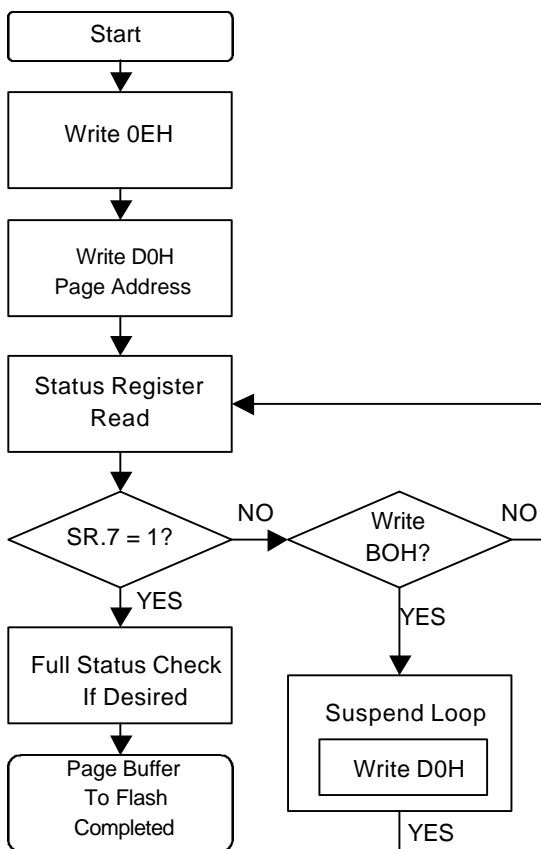 Start
Write 0EH
Write D0H
Page Address
Status Register
Read
SR.7 = 1?
NO
Write
BOH?
NO
YES
YES
Full Status Check
If Desired
Suspend Loop
Write D0H
Page Buffer
To Flash
Completed
YES